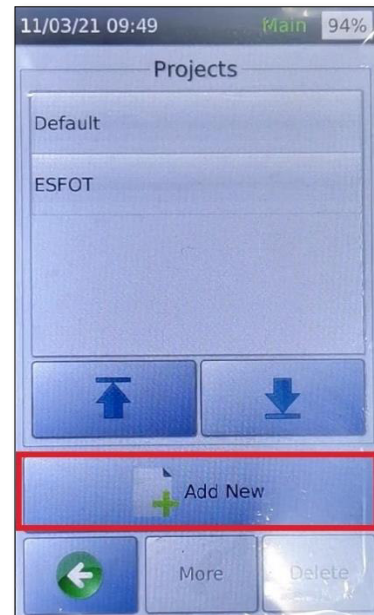 11/03/21 09:49 Main 94%
Projects
Default
ESFOT
Add New
More Delete